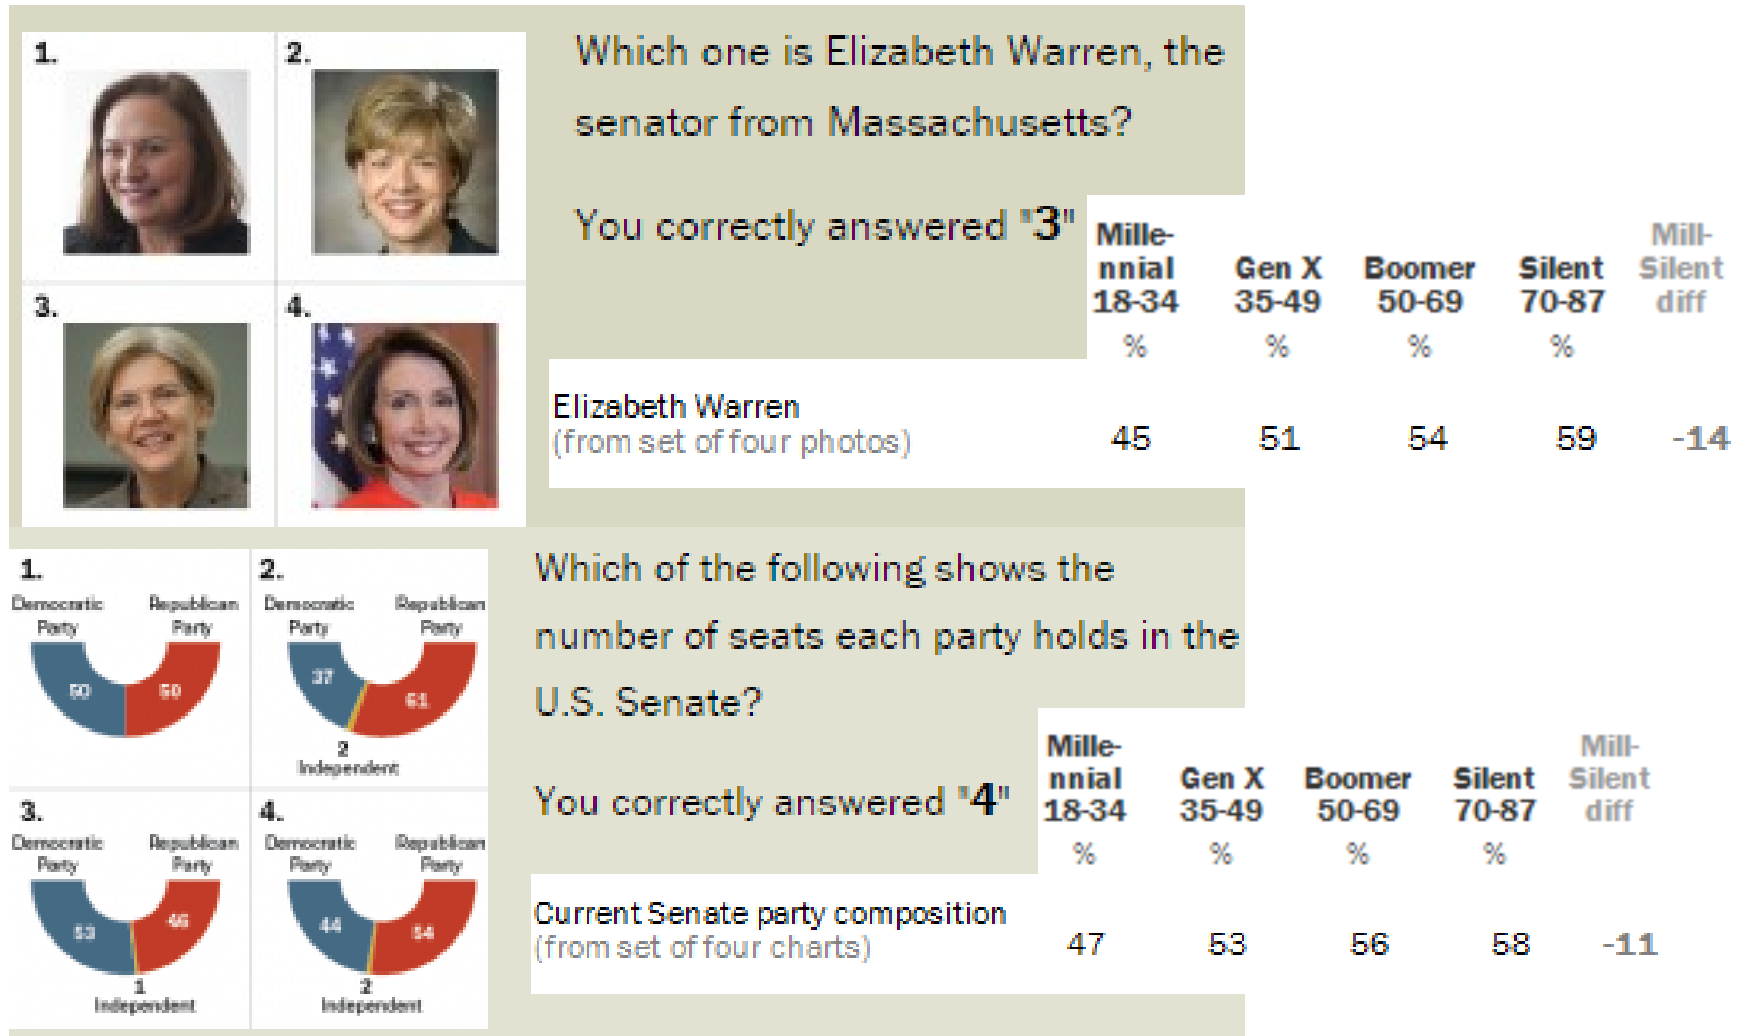 1.
2.
3.
4.
Which one is Elizabeth Warren, the
senator from Massachusetts?
You correctly answered "3"
Mille-
nnial
18-34
%
Gen X
35-49
%
Boomer
50-69
%
Silent
70-87
%
Mill-
Silent
diff
Elizabeth Warren
(from set of four photos)
45 51 54 59 -14
1.
Democratic Party
Republican Party
50 50
2.
Democratic Party
Republican Party
37 61
2
Independent
3.
Democratic Party
Republican Party
53 46
1
Independent
4.
Democratic Party
Republican Party
44 54
2
Independent
Which of the following shows the
number of seats each party holds in the
U.S. Senate?
You correctly answered "4"
Mille-
nnial
18-34
%
Gen X
35-49
%
Boomer
50-69
%
Silent
70-87
%
Mill-
Silent
diff
Current Senate party composition
(from set of four charts)
47 53 56 58 -11